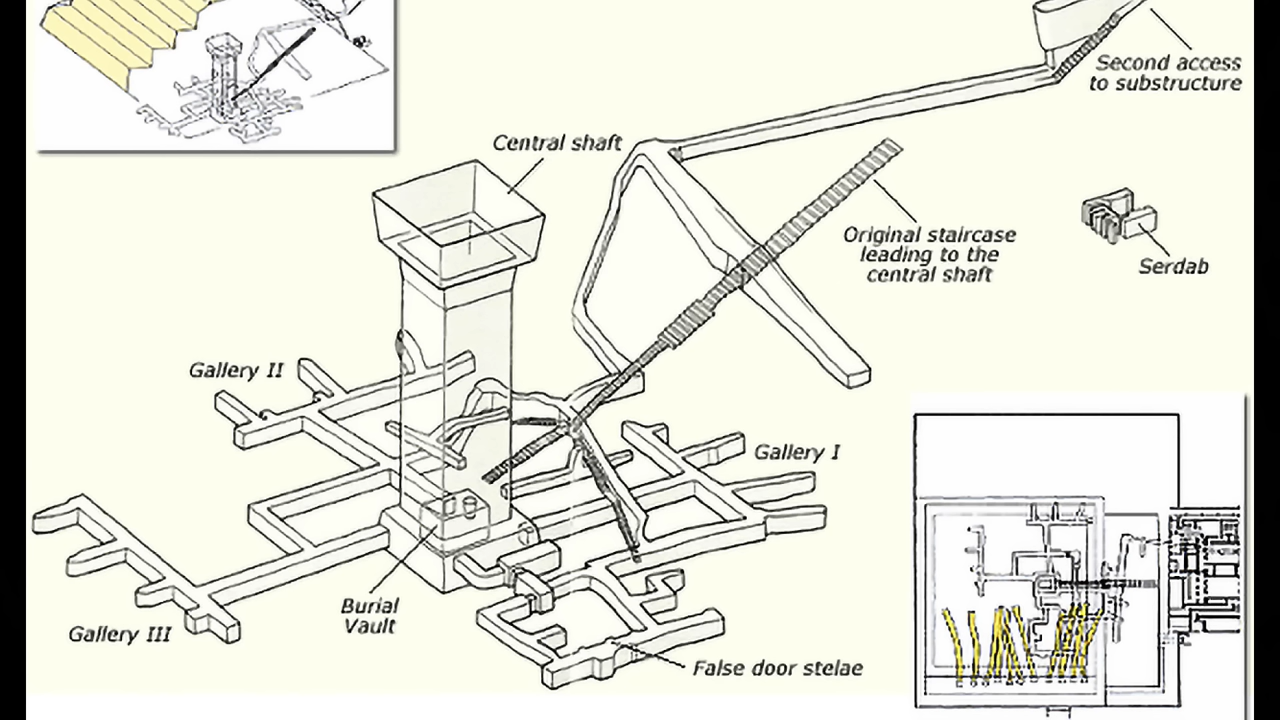 Second access
to substructure
Central shaft
Original staircase
leading to the
central shaft
Serdab
Gallery II
Gallery I
Burial
Vault
Gallery III
False door stelae